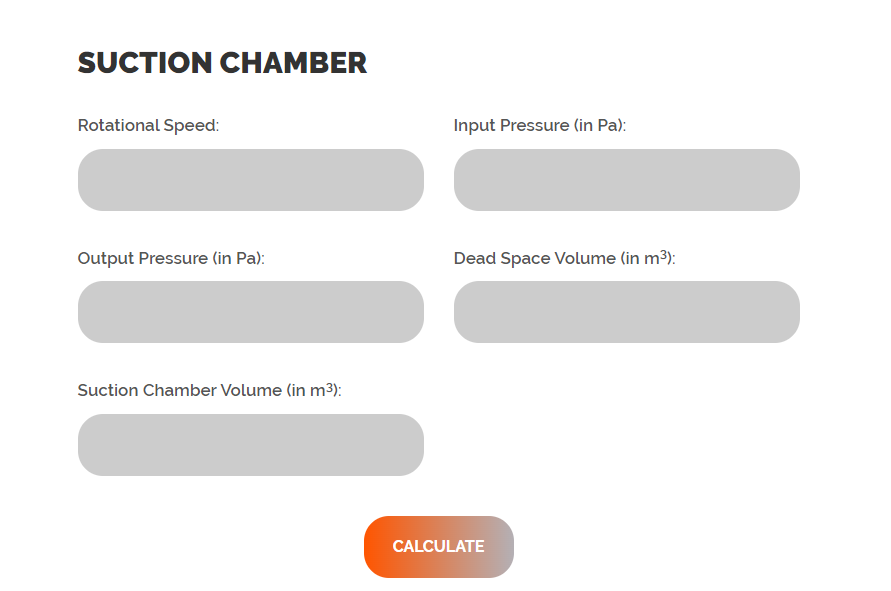 SUCTION CHAMBER
Rotational Speed:
Input Pressure (in Pa):
Output Pressure (in Pa):
Dead Space Volume (in m³):
Suction Chamber Volume (in m³):
CALCULATE